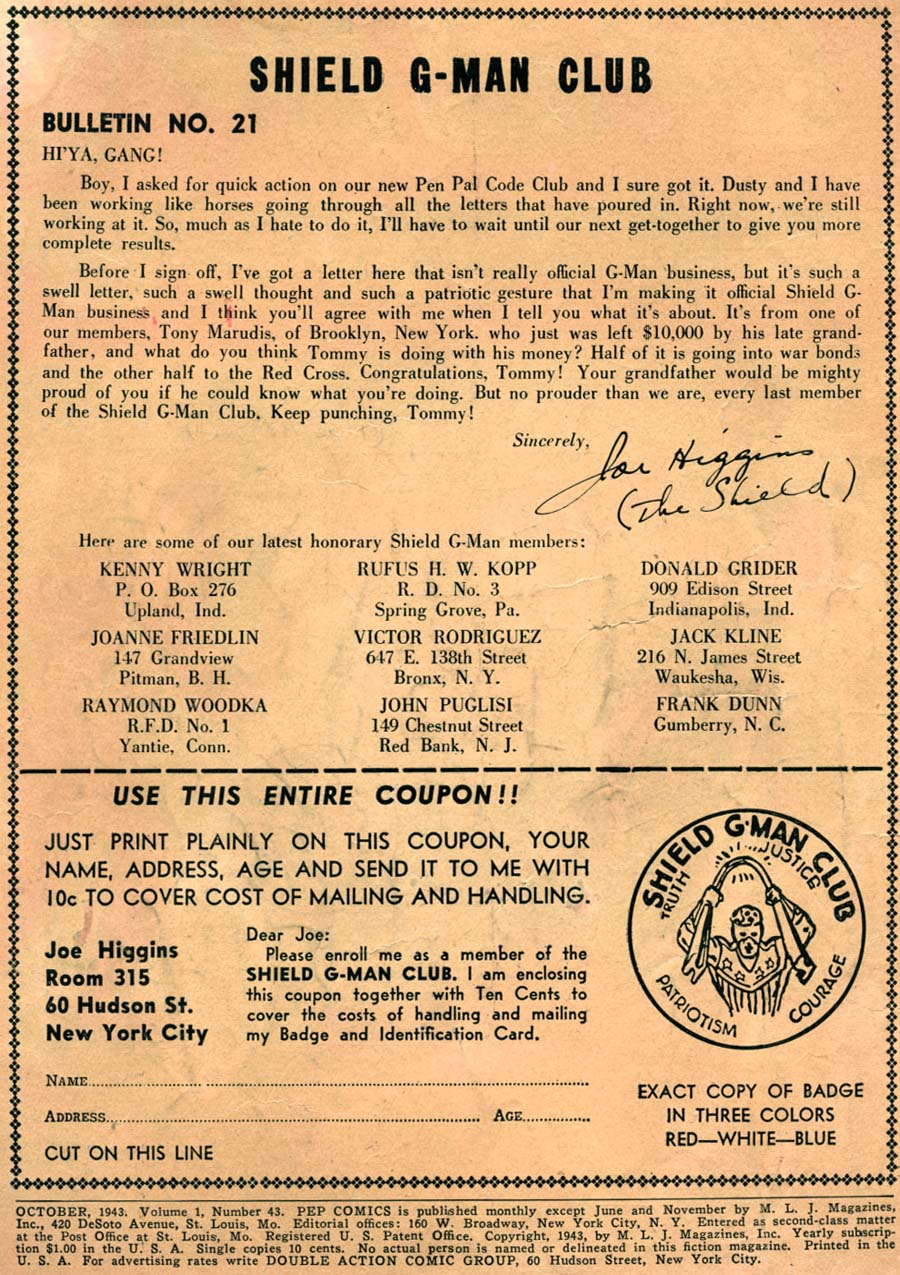 SHIELD G-MAN CLUB
BULLETIN NO. 21
HI'YA, GANG!
Boy, I asked for quick action on our new Pen Pal Code Club and I sure got it. Dusty and I have
been working like horses going through all the letters that have poured in. Right now, we're still
working at it. So, much as I hate to do it, I'll have to wait until our next get-together to give you more
complete results.
Before I sign off, I've got a letter here that isn't really official G-Man business, but it's such a
swell letter, such a swell thought and such a patriotic gesture that I'm making it official Shield G-
Man business and I think you'll agree with me when I tell you what it's about. It's from one of
our members, Tony Marudis, of Brooklyn, New York. who just was left $10,000 by his late grand-
father, and what do you think Tommy is doing with his money? Half of it is going into war bonds
and the other half to the Red Cross. Congratulations, Tommy! Your grandfather would be mighty
proud of you if he could know what you're doing. But no prouder than we are, every last member
of the Shield G-Man Club. Keep punching, Tommy!
Sincerely,
Joe Higgins
(The Shield)
Here are some of our latest honorary Shield G-Man members:
KENNY WRIGHT
P. O. Box 276
Upland, Ind.
RUFUS H. W. KOPP
R. D. No. 3
Spring Grove, Pa.
DONALD GRIDER
909 Edison Street
Indianapolis, Ind.
JOANNE FRIEDLIN
147 Grandview
Pitman, B. H.
VICTOR RODRIGUEZ
647 E. 138th Street
Bronx, N. Y.
JACK KLINE
216 N. James Street
Waukesha, Wis.
RAYMOND WOODKA
R.F.D. No. 1
Yantie, Conn.
JOHN PUGLISI
149 Chestnut Street
Red Bank, N. J.
FRANK DUNN
Gumberry, N. C.
USE THIS ENTIRE COUPON!!
JUST PRINT PLAINLY ON THIS COUPON, YOUR
NAME, ADDRESS, AGE AND SEND IT TO ME WITH
10c TO COVER COST OF MAILING AND HANDLING.
Joe Higgins
Room 315
60 Hudson St.
New York City
Dear Joe:
Please enroll me as a member of the
SHIELD G-MAN CLUB. I am enclosing
this coupon together with Ten Cents to
cover the costs of handling and mailing
my Badge and Identification Card.
NAME
ADDRESS AGE
CUT ON THIS LINE
SHIELD G-MAN CLUB
TRUTH JUSTICE
PATRIOTISM COURAGE
EXACT COPY OF BADGE
IN THREE COLORS
RED—WHITE—BLUE
OCTOBER, 1943. Volume 1, Number 43. PEP COMICS is published monthly except June and November by M. L. J. Magazines,
Inc., 420 DeSoto Avenue, St. Louis, Mo. Editorial offices: 160 W. Broadway, New York City, N. Y. Entered as second-class matter
at the Post Office at St. Louis, Mo. Registered U. S. Patent Office. Copyright, 1943, by M. L. J. Magazines, Inc. Yearly subscrip-
tion $1.00 in the U. S. A. Single copies 10 cents. No actual person is named or delineated in this fiction magazine. Printed in the
U. S. A. For advertising rates write DOUBLE ACTION COMIC GROUP, 60 Hudson Street, New York City.